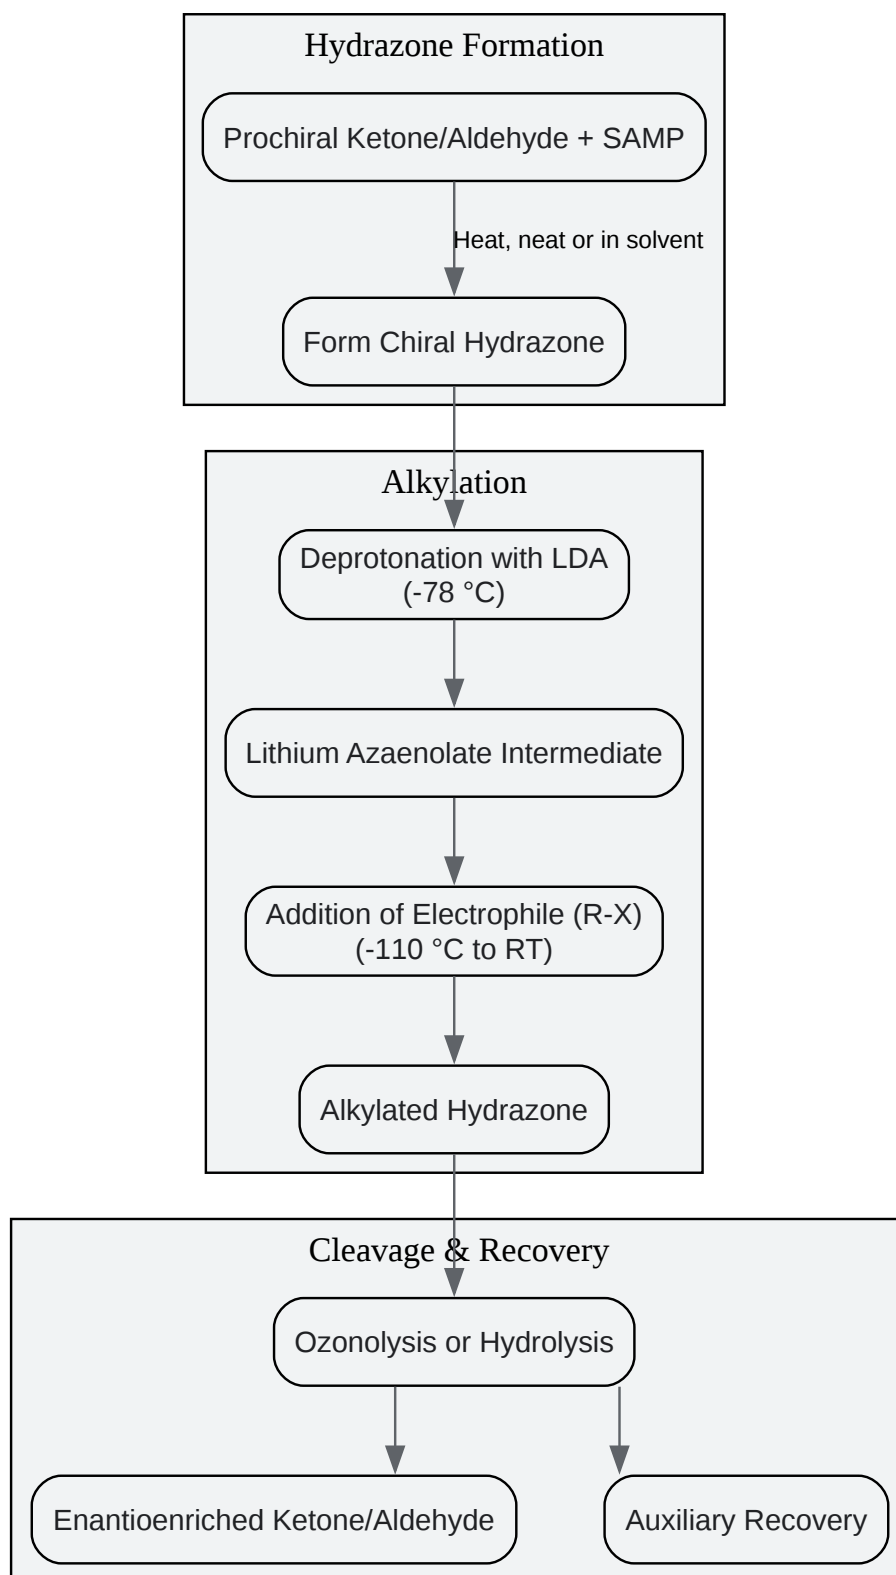 Hydrazone Formation
Prochiral Ketone/Aldehyde + SAMP
Heat, neat or in solvent
Form Chiral Hydrazone
Alkylation
Deprotonation with LDA
(-78 °C)
Lithium Azaenolate Intermediate
Addition of Electrophile (R-X)
(-110 °C to RT)
Alkylated Hydrazone
Cleavage & Recovery
Ozonolysis or Hydrolysis
Enantioenriched Ketone/Aldehyde
Auxiliary Recovery